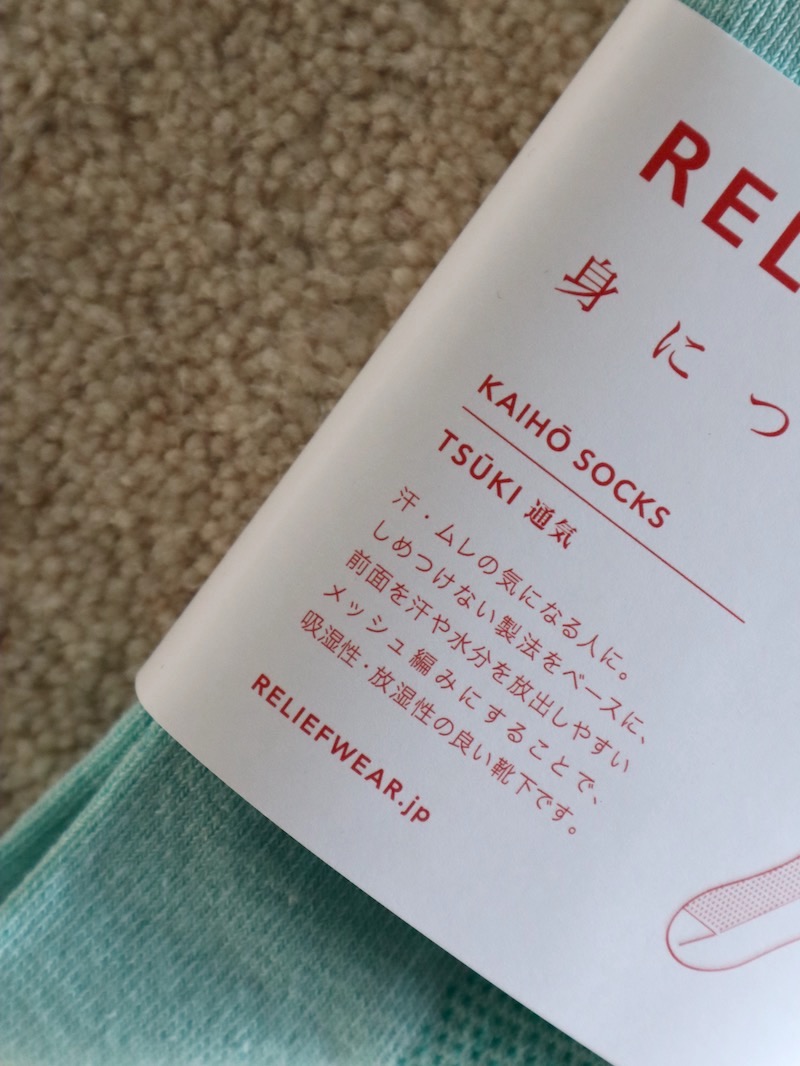 REL
身につ
KAIHŌ SOCKS
TSŪKI 通気
汗・ムレの気になる人に。
しめつけない製法をベースに、
前面を汗や水分を放出しやすい
メッシュ編みにすることで、
吸湿性・放湿性の良い靴下です。
RELIEFWEAR.jp